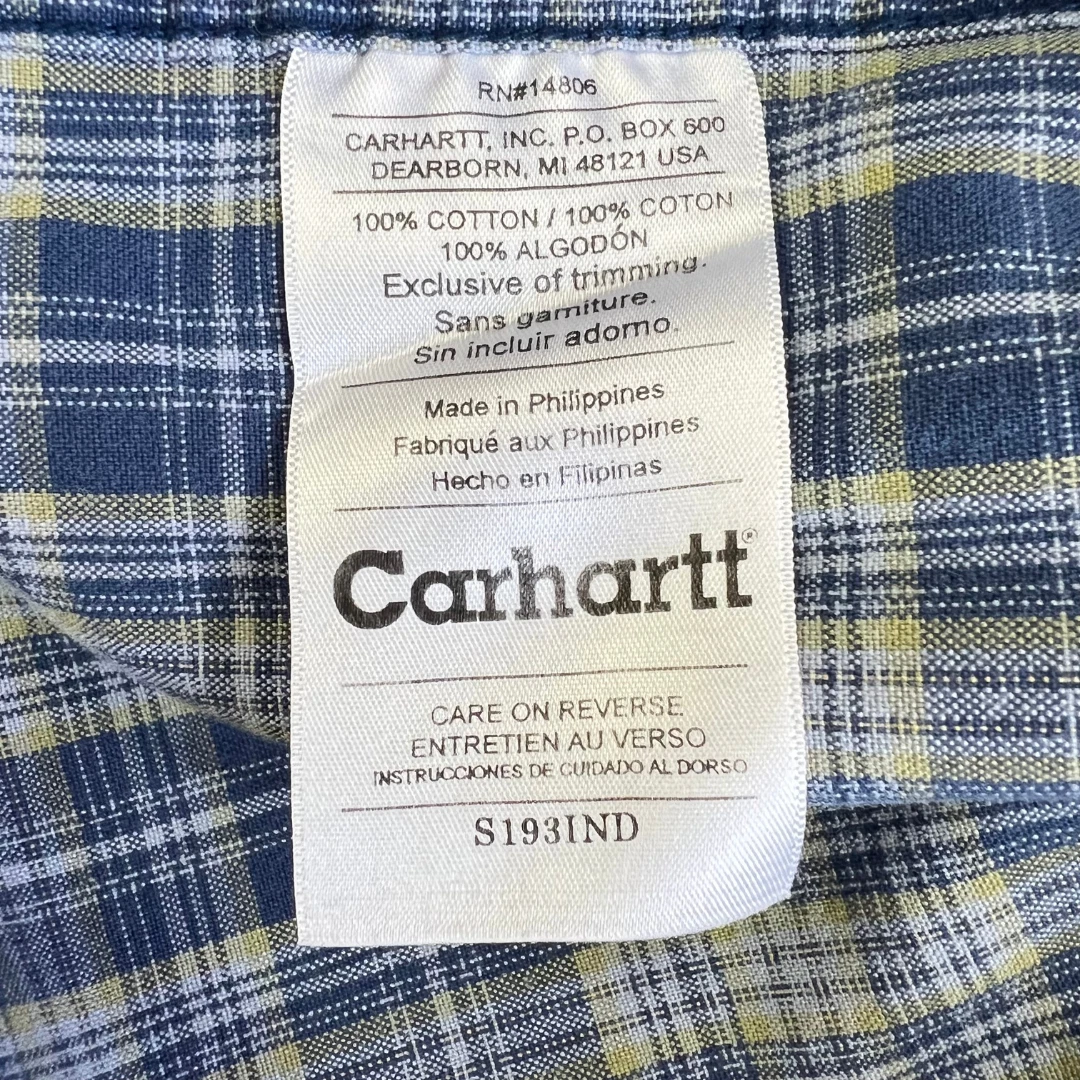 RN#14806
CARHARTT, INC. P.O. BOX 600
DEARBORN, MI 48121 USA
100% COTTON / 100% COTON
100% ALGODÓN
Exclusive of trimming.
Sans garniture.
Sin incluir adorno.
Made in Philippines
Fabriqué aux Philippines
Hecho en Filipinas
Carhartt®
CARE ON REVERSE
ENTRETIEN AU VERSO
INSTRUCCIONES DE CUIDADO AL DORSO
S193IND